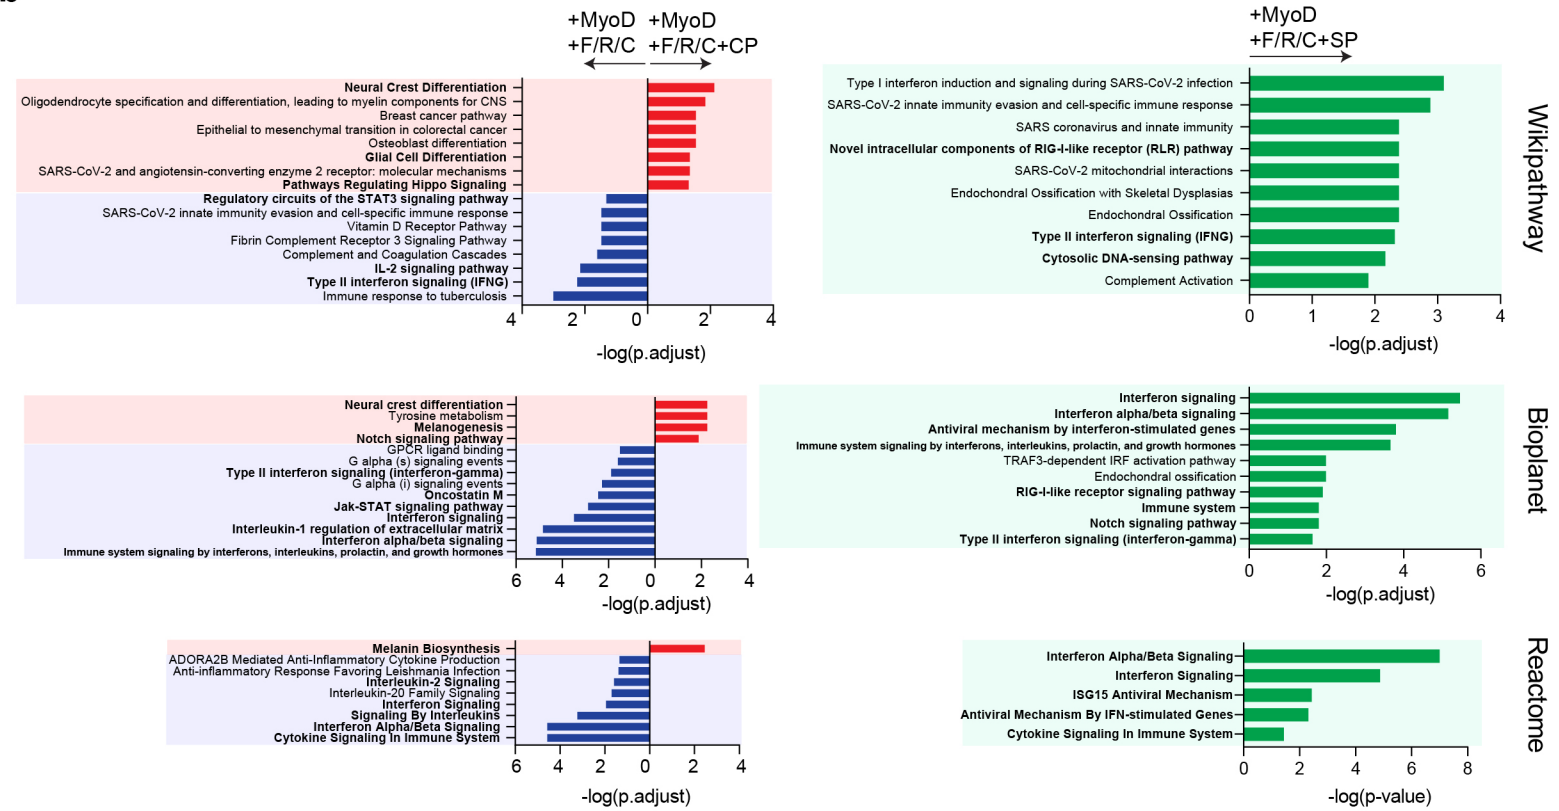 +MyoD
+F/R/C
+MyoD
+F/R/C+CP
Neural Crest Differentiation
Oligodendrocyte specification and differentiation, leading to myelin components for CNS
Breast cancer pathway
Epithelial to mesenchymal transition in colorectal cancer
Osteoblast differentiation
Glial Cell Differentiation
SARS-CoV-2 and angiotensin-converting enzyme 2 receptor: molecular mechanisms
Pathways Regulating Hippo Signaling
Regulatory circuits of the STAT3 signaling pathway
SARS-CoV-2 innate immunity evasion and cell-specific immune response
Vitamin D Receptor Pathway
Fibrin Complement Receptor 3 Signaling Pathway
Complement and Coagulation Cascades
IL-2 signaling pathway
Type II interferon signaling (IFNG)
Immune response to tuberculosis
4 2 0 2 4
-log(p.adjust)
+MyoD
+F/R/C+SP
Type I interferon induction and signaling during SARS-CoV-2 infection
SARS-CoV-2 innate immunity evasion and cell-specific immune response
SARS coronavirus and innate immunity
Novel intracellular components of RIG-I-like receptor (RLR) pathway
SARS-CoV-2 mitochondrial interactions
Endochondral Ossification with Skeletal Dysplasias
Endochondral Ossification
Type II interferon signaling (IFNG)
Cytosolic DNA-sensing pathway
Complement Activation
0 1 2 3 4
-log(p.adjust)
Wikipathway
Neural crest differentiation
Tyrosine metabolism
Melanogenesis
Notch signaling pathway
GPCR ligand binding
G alpha (s) signaling events
Type II interferon signaling (interferon-gamma)
G alpha (i) signaling events
Oncostatin M
Jak-STAT signaling pathway
Interferon signaling
Interleukin-1 regulation of extracellular matrix
Interferon alpha/beta signaling
Immune system signaling by interferons, interleukins, prolactin, and growth hormones
6 4 2 0 2 4
-log(p.adjust)
Interferon signaling
Interferon alpha/beta signaling
Antiviral mechanism by interferon-stimulated genes
Immune system signaling by interferons, interleukins, prolactin, and growth hormones
TRAF3-dependent IRF activation pathway
Endochondral ossification
RIG-I-like receptor signaling pathway
Immune system
Notch signaling pathway
Type II interferon signaling (interferon-gamma)
0 2 4 6
-log(p.adjust)
Bioplanet
Melanin Biosynthesis
ADORA2B Mediated Anti-Inflammatory Cytokine Production
Anti-inflammatory Response Favoring Leishmania Infection
Interleukin-2 Signaling
Interleukin-20 Family Signaling
Interferon Signaling
Signaling By Interleukins
Interferon Alpha/Beta Signaling
Cytokine Signaling In Immune System
6 4 2 0 2 4
-log(p.adjust)
Interferon Alpha/Beta Signaling
Interferon Signaling
ISG15 Antiviral Mechanism
Antiviral Mechanism By IFN-stimulated Genes
Cytokine Signaling In Immune System
0 2 4 6 8
-log(p-value)
Reactome